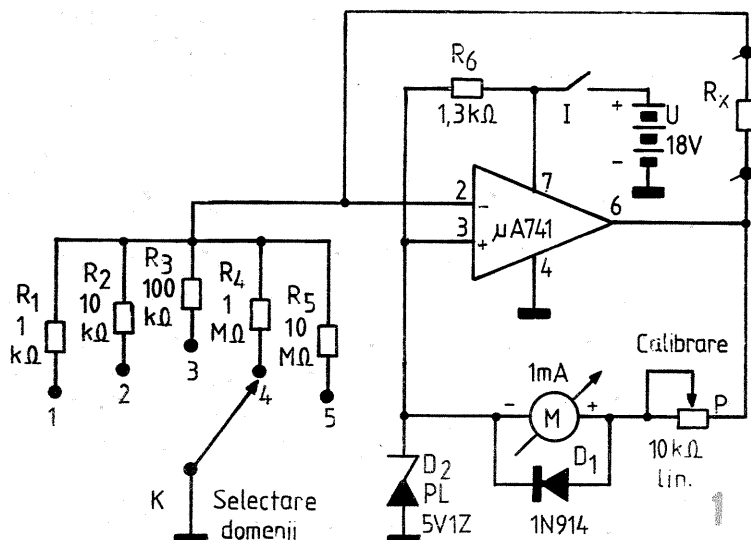 R6
1,3kΩ
I
+
U
18V
-
Rx
7
2
-
6
3
+
μA741
4
R1
1
kΩ
R2
10
kΩ
R3
100
kΩ
R4
1
MΩ
R5
10
MΩ
1
2
3
4
5
K
Selectare
domenii
Calibrare
1mA
-
M
+
P
10kΩ
lin.
D1
1N914
D2
PL
5V1Z
1